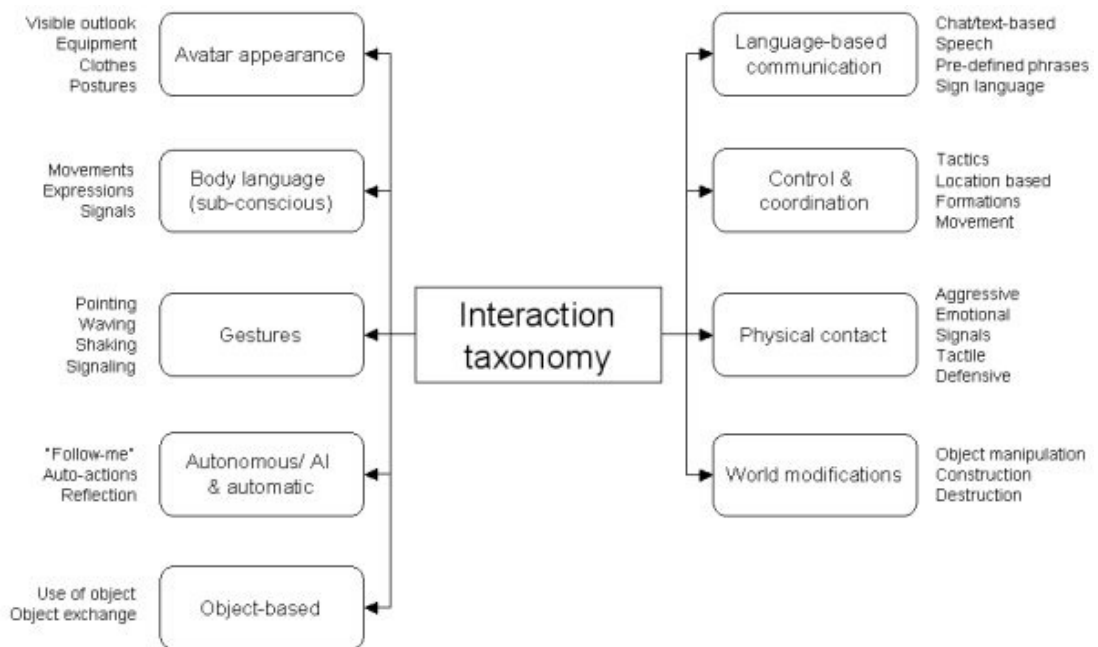 Visible outlook
Equipment
Clothes
Postures
Avatar appearance
Movements
Expressions
Signals
Body language
(sub-conscious)
Pointing
Waving
Shaking
Signaling
Gestures
"Follow-me"
Auto-actions
Reflection
Autonomous/ AI
& automatic
Use of object
Object exchange
Object-based
Interaction
taxonomy
Language-based
communication
Chat/text-based
Speech
Pre-defined phrases
Sign language
Control &
coordination
Tactics
Location based
Formations
Movement
Physical contact
Aggressive
Emotional
Signals
Tactile
Defensive
World modifications
Object manipulation
Construction
Destruction